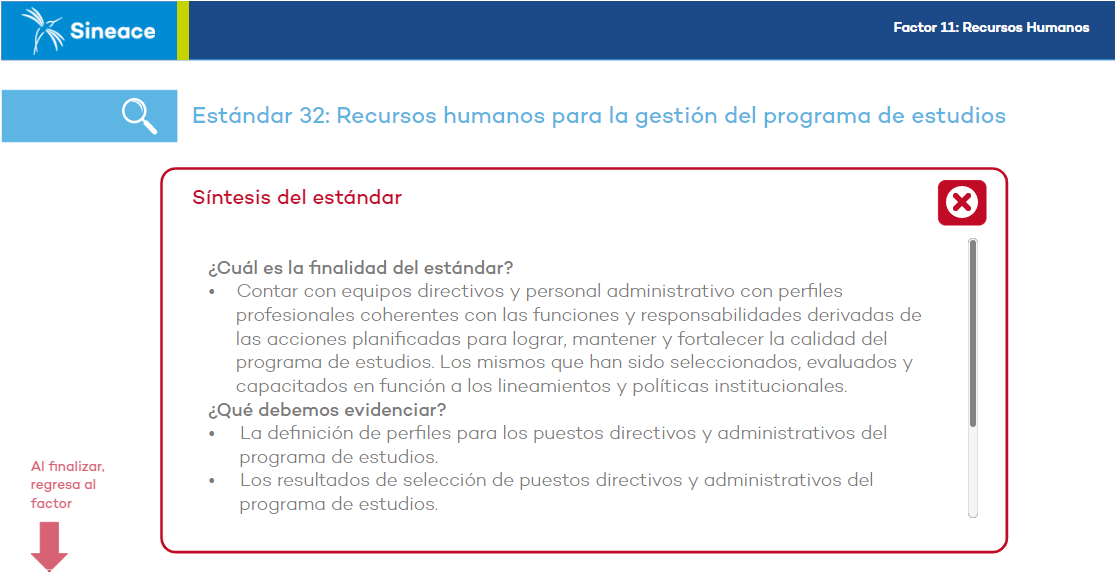 Sineace
Factor 11: Recursos Humanos
Estándar 32: Recursos humanos para la gestión del programa de estudios
Síntesis del estándar
¿Cuál es la finalidad del estándar?
• Contar con equipos directivos y personal administrativo con perfiles
profesionales coherentes con las funciones y responsabilidades derivadas de
las acciones planificadas para lograr, mantener y fortalecer la calidad del
programa de estudios. Los mismos que han sido seleccionados, evaluados y
capacitados en función a los lineamientos y políticas institucionales.
¿Qué debemos evidenciar?
• La definición de perfiles para los puestos directivos y administrativos del
programa de estudios.
• Los resultados de selección de puestos directivos y administrativos del
programa de estudios.
Al finalizar,
regresa al
factor